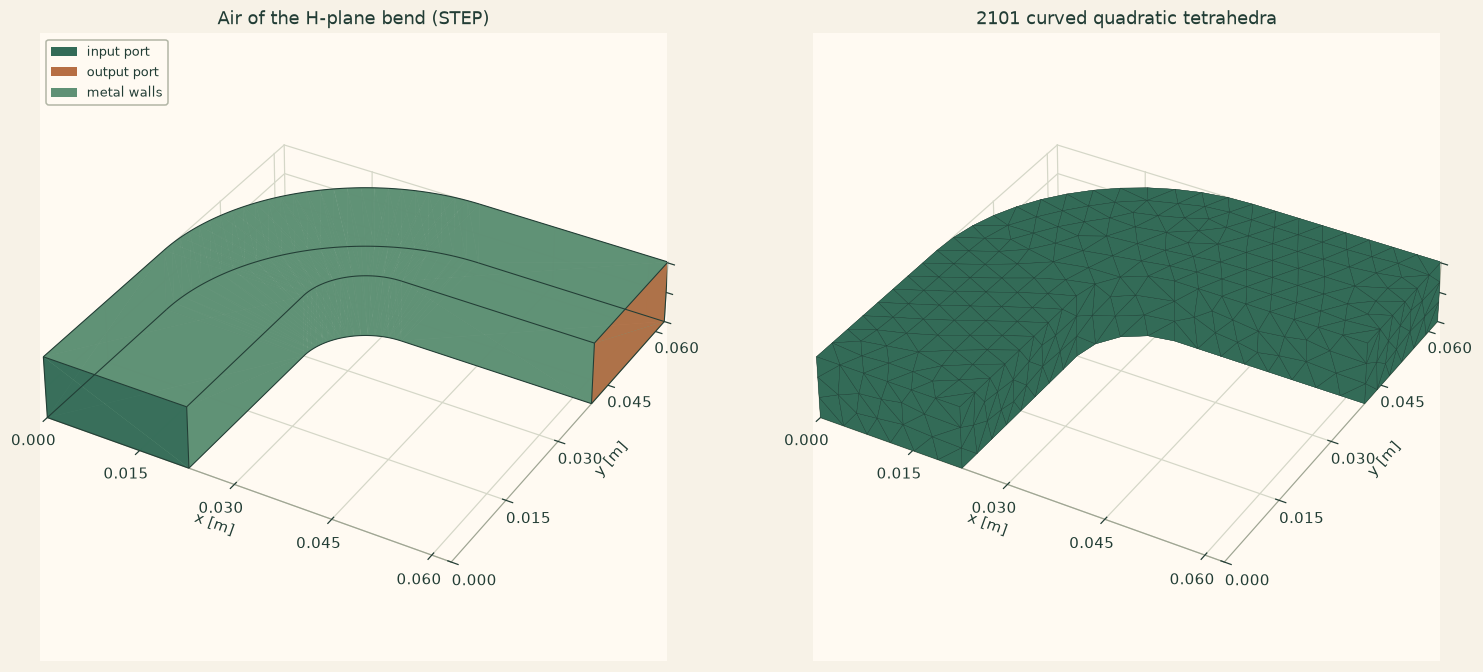 Air of the H-plane bend (STEP)
input port
output port
metal walls
0.000
0.015
0.030
0.045
0.060
x [m]
0.000
0.015
0.030
0.045
0.060
y [m]
2101 curved quadratic tetrahedra
0.000
0.015
0.030
0.045
0.060
x [m]
0.000
0.015
0.030
0.045
0.060
y [m]